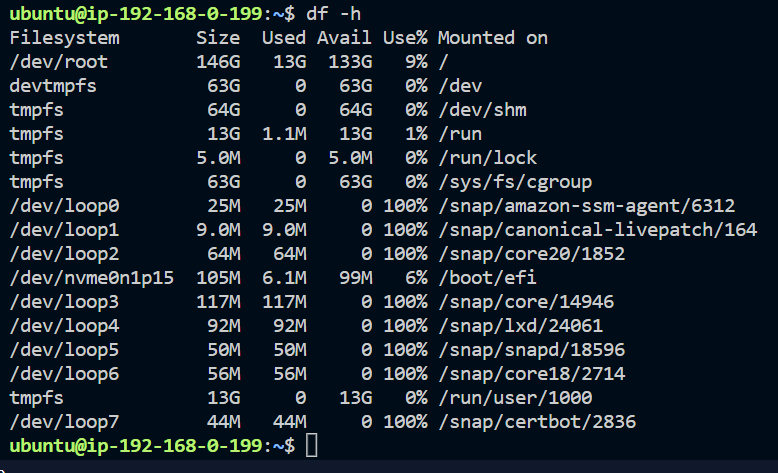 ubuntu@ip-192-168-0-199:~$ df -h
Filesystem      Size  Used Avail Use% Mounted on
/dev/root       146G   13G  133G   9% /
devtmpfs         63G     0   63G   0% /dev
tmpfs            64G     0   64G   0% /dev/shm
tmpfs            13G  1.1M   13G   1% /run
tmpfs           5.0M     0  5.0M   0% /run/lock
tmpfs            63G     0   63G   0% /sys/fs/cgroup
/dev/loop0       25M   25M     0 100% /snap/amazon-ssm-agent/6312
/dev/loop1      9.0M  9.0M     0 100% /snap/canonical-livepatch/164
/dev/loop2       64M   64M     0 100% /snap/core20/1852
/dev/nvme0n1p15 105M  6.1M   99M   6% /boot/efi
/dev/loop3      117M  117M     0 100% /snap/core/14946
/dev/loop4       92M   92M     0 100% /snap/lxd/24061
/dev/loop5       50M   50M     0 100% /snap/snapd/18596
/dev/loop6       56M   56M     0 100% /snap/core18/2714
tmpfs            13G     0   13G   0% /run/user/1000
/dev/loop7       44M   44M     0 100% /snap/certbot/2836
ubuntu@ip-192-168-0-199:~$